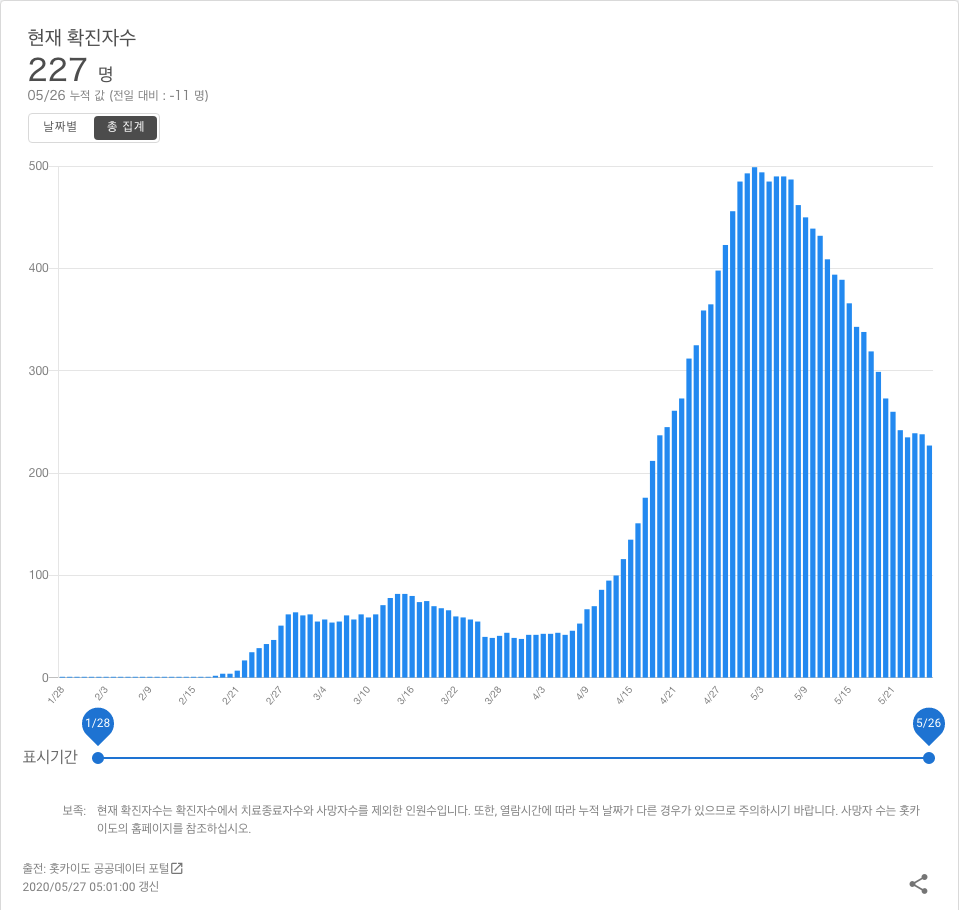 현재 확진자수
227 명
05/26 누적 값 (전일 대비 : -11 명)
날짜별 총 집계
500
400
300
200
100
0
1/28 2/3 2/9 2/15 2/21 2/27 3/4 3/10 3/16 3/22 3/28 4/3 4/9 4/15 4/21 4/27 5/3 5/9 5/15 5/21
1/28 5/26
표시기간
보족: 현재 확진자수는 확진자수에서 치료종료자수와 사망자수를 제외한 인원수입니다. 또한, 열람시간에 따라 누적 날짜가 다른 경우가 있으므로 주의하시기 바랍니다. 사망자 수는 홋카
이도의 홈페이지를 참조하십시오.
출전: 홋카이도 공공데이터 포털
2020/05/27 05:01:00 갱신